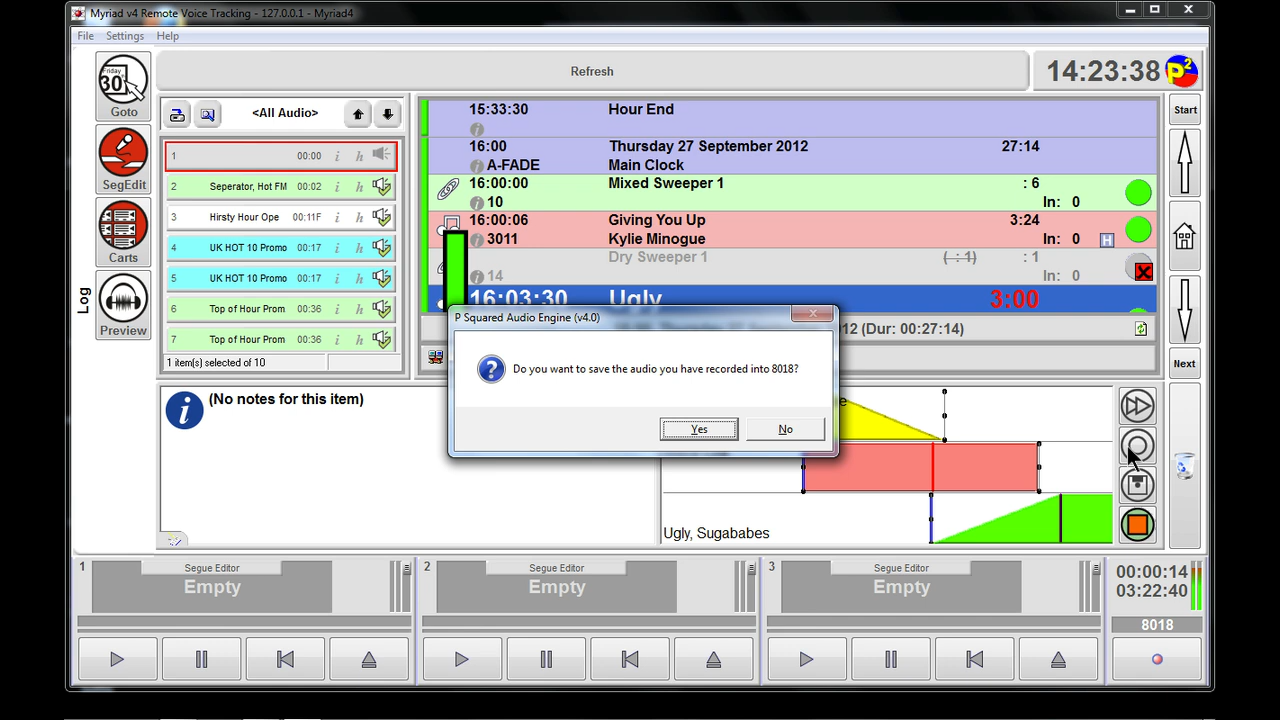 Myriad v4 Remote Voice Tracking - 127.0.0.1 - Myriad4
File Settings Help
Friday
30
Goto
SegEdit
Carts
Preview
Log
Refresh
14:23:38
P2
<All Audio>
1 00:00 i h
2 Seperator, Hot FM 00:02 i h
3 Hirsty Hour Ope 00:11F i h
4 UK HOT 10 Promo 00:17 i h
5 UK HOT 10 Promo 00:17 i h
6 Top of Hour Prom 00:36 i h
7 Top of Hour Prom 00:36 i h
1 item(s) selected of 10
15:33:30 Hour End
16:00 Thursday 27 September 2012 27:14
A-FADE Main Clock
16:00:00 Mixed Sweeper 1 : 6
10 In: 0
16:00:06 Giving You Up 3:24
3011 Kylie Minogue In: 0 H
Dry Sweeper 1 ( : 1) : 1
14 In: 0
16:03:30 Ugly 3:00
2012 (Dur: 00:27:14)
Start
Next
P Squared Audio Engine (v4.0)
Do you want to save the audio you have recorded into 8018?
Yes No
(No notes for this item)
e
Ugly, Sugababes
1 Segue Editor
Empty
2 Segue Editor
Empty
3 Segue Editor
Empty
00:00:14
03:22:40
8018